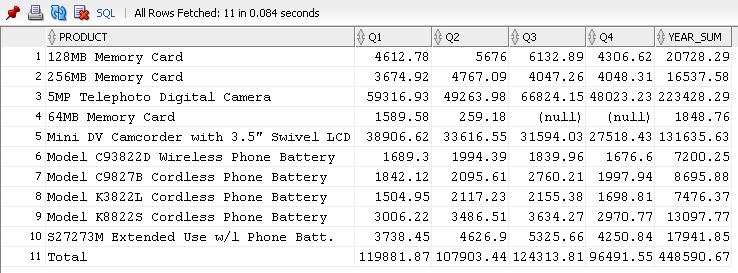 SQL | All Rows Fetched: 11 in 0.084 seconds
PRODUCT Q1 Q2 Q3 Q4 YEAR_SUM
1 128MB Memory Card 4612.78 5676 6132.89 4306.62 20728.29
2 256MB Memory Card 3674.92 4767.09 4047.26 4048.31 16537.58
3 5MP Telephoto Digital Camera 59316.93 49263.98 66824.15 48023.23 223428.29
4 64MB Memory Card 1589.58 259.18 (null) (null) 1848.76
5 Mini DV Camcorder with 3.5" Swivel LCD 38906.62 33616.55 31594.03 27518.43 131635.63
6 Model C93822D Wireless Phone Battery 1689.3 1994.39 1839.96 1676.6 7200.25
7 Model C9827B Cordless Phone Battery 1842.12 2095.61 2760.21 1997.94 8695.88
8 Model K3822L Cordless Phone Battery 1504.95 2117.23 2155.38 1698.81 7476.37
9 Model K8822S Cordless Phone Battery 3006.22 3486.51 3634.27 2970.77 13097.77
10 S27273M Extended Use w/l Phone Batt. 3738.45 4626.9 5325.66 4250.84 17941.85
11 Total 119881.87 107903.44 124313.81 96491.55 448590.67